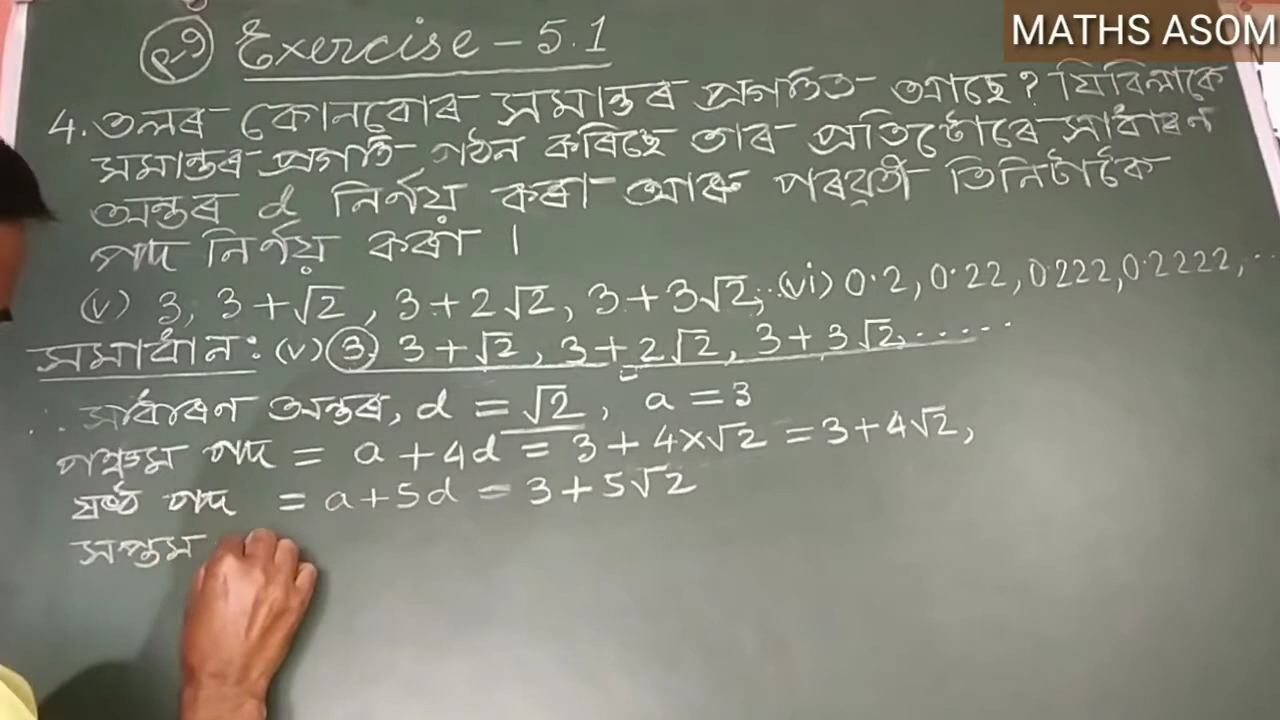 MATHS ASOM
P-9 Exercise - 5.1
4. তলৰ কোনবোৰ সমান্তৰ প্ৰগতিত আছে? যিবিলাকে
সমান্তৰ প্ৰগতি গঠন কৰিছে তাৰ প্ৰতিটোৰে সাধাৰণ
অন্তৰ d নিৰ্ণয় কৰা আৰু পৰৱৰ্তী তিনিটাকৈ
পদ নিৰ্ণয় কৰা ।
(v) 3, 3+√2, 3+2√2, 3+3√2,... (vi) 0.2, 0.22, 0.222, 0.2222,...
সমাধান: (v) 3, 3+√2, 3+2√2, 3+3√2,......
∴ সাধাৰণ অন্তৰ, d = √2, a = 3
পঞ্চম পদ = a+4d = 3+4×√2 = 3+4√2,
ষষ্ঠ পদ = a+5d = 3+5√2
সপ্তম